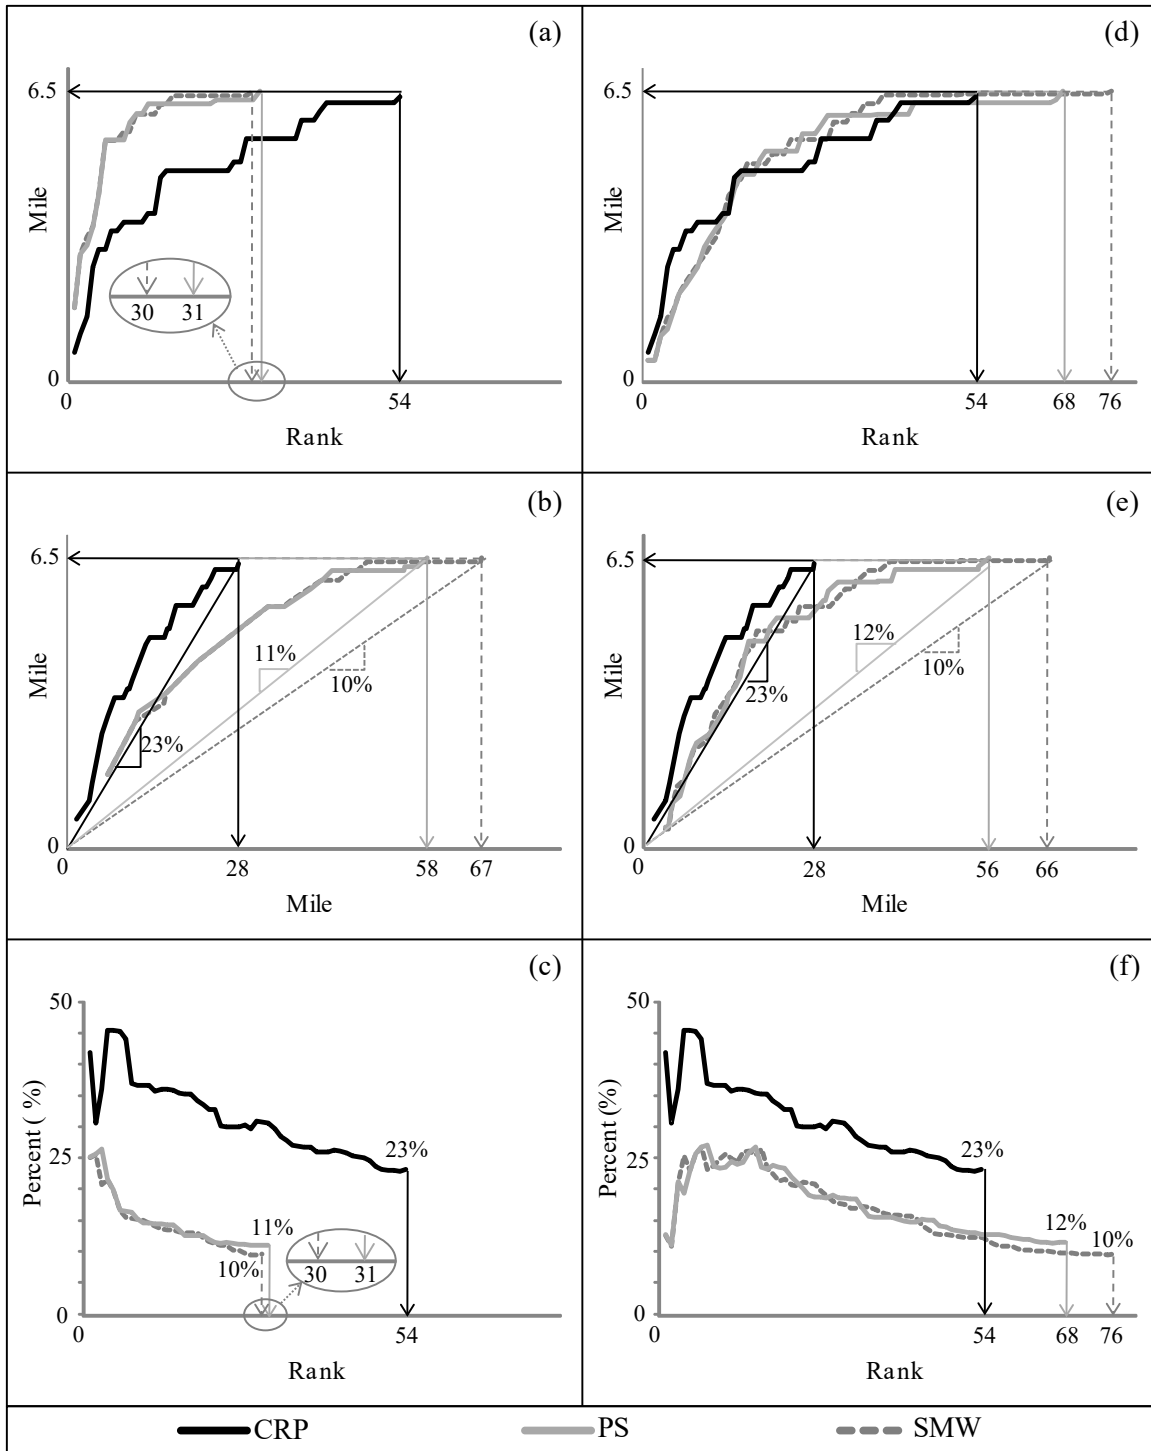 (a)
6.5
Mile
30 31
0
0 54
Rank
(d)
6.5
Mile
0
0 54 68 76
Rank
(b)
6.5
Mile
11%
10%
23%
0
0 28 58 67
Mile
(e)
6.5
Mile
12%
10%
23%
0
0 28 56 66
Mile
(c)
50
Percent ( %)
25
23%
11%
10%
30 31
0
0 54
Rank
(f)
50
Percent (%)
25
23%
12%
10%
0
0 54 68 76
Rank
CRP PS SMW